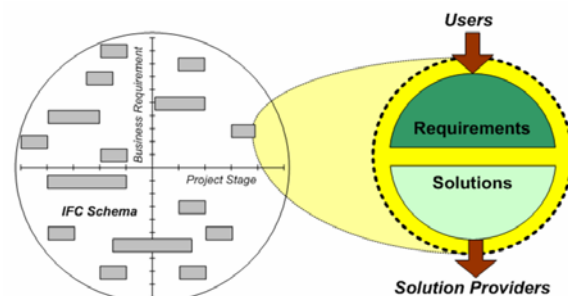 Users
Business Requirement
Requirements
Project Stage
Solutions
IFC Schema
Solution Providers